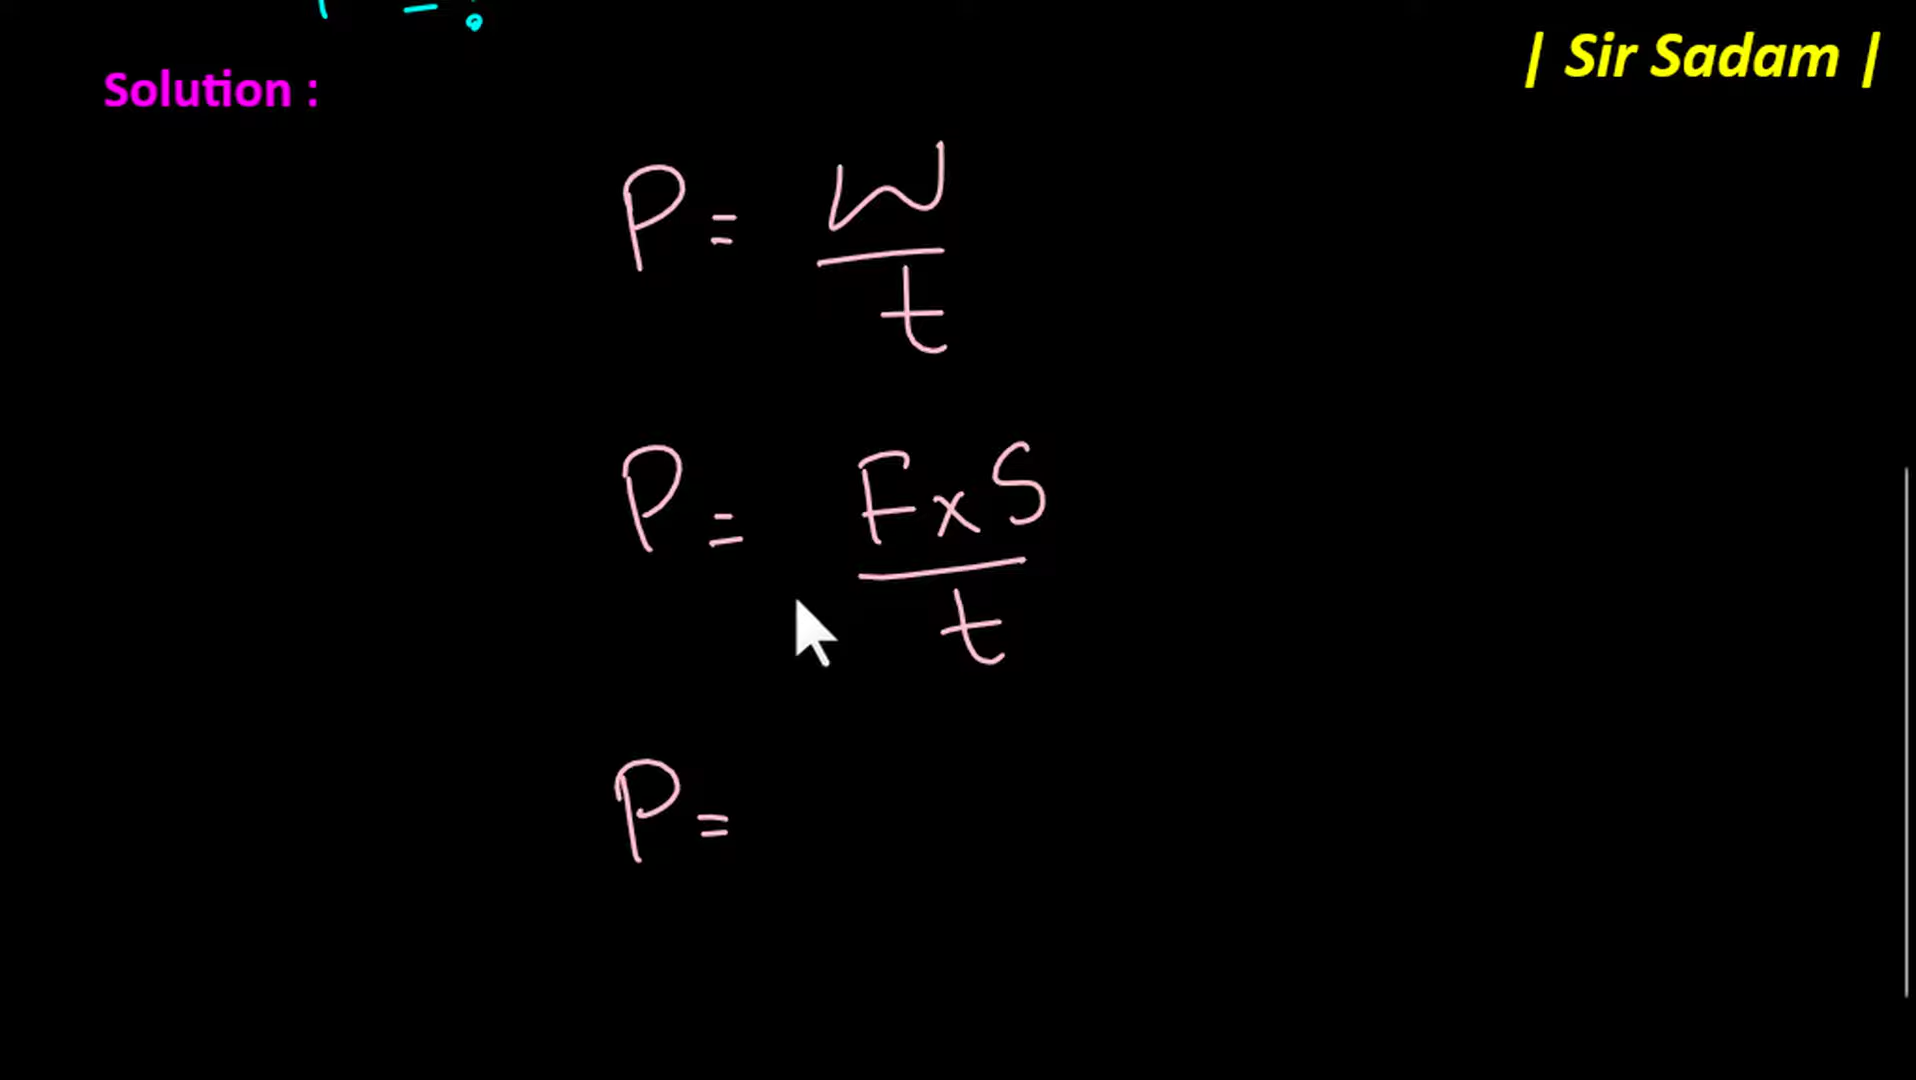 | Sir Sadam |
Solution :
P = W / t
P = F x S / t
P =